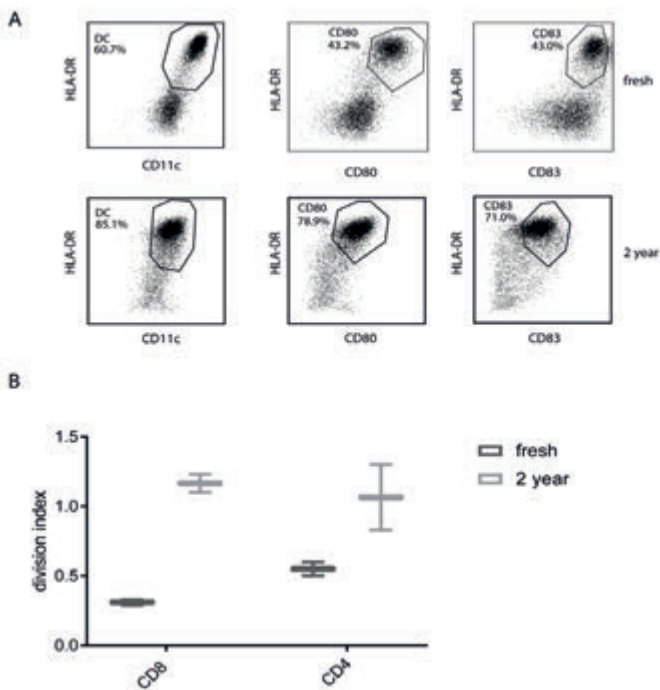 A
DC
60.7%
HLA-DR
CD11c
CD80
43.2%
HLA-DR
CD80
CD83
43.0%
HLA-DR
CD83
fresh
DC
85.1%
HLA-DR
CD11c
CD80
78.9%
HLA-DR
CD80
CD83
71.0%
HLA-DR
CD83
2 year
B
division index
1.5
1.0
0.5
0.0
CD8
CD4
fresh
2 year